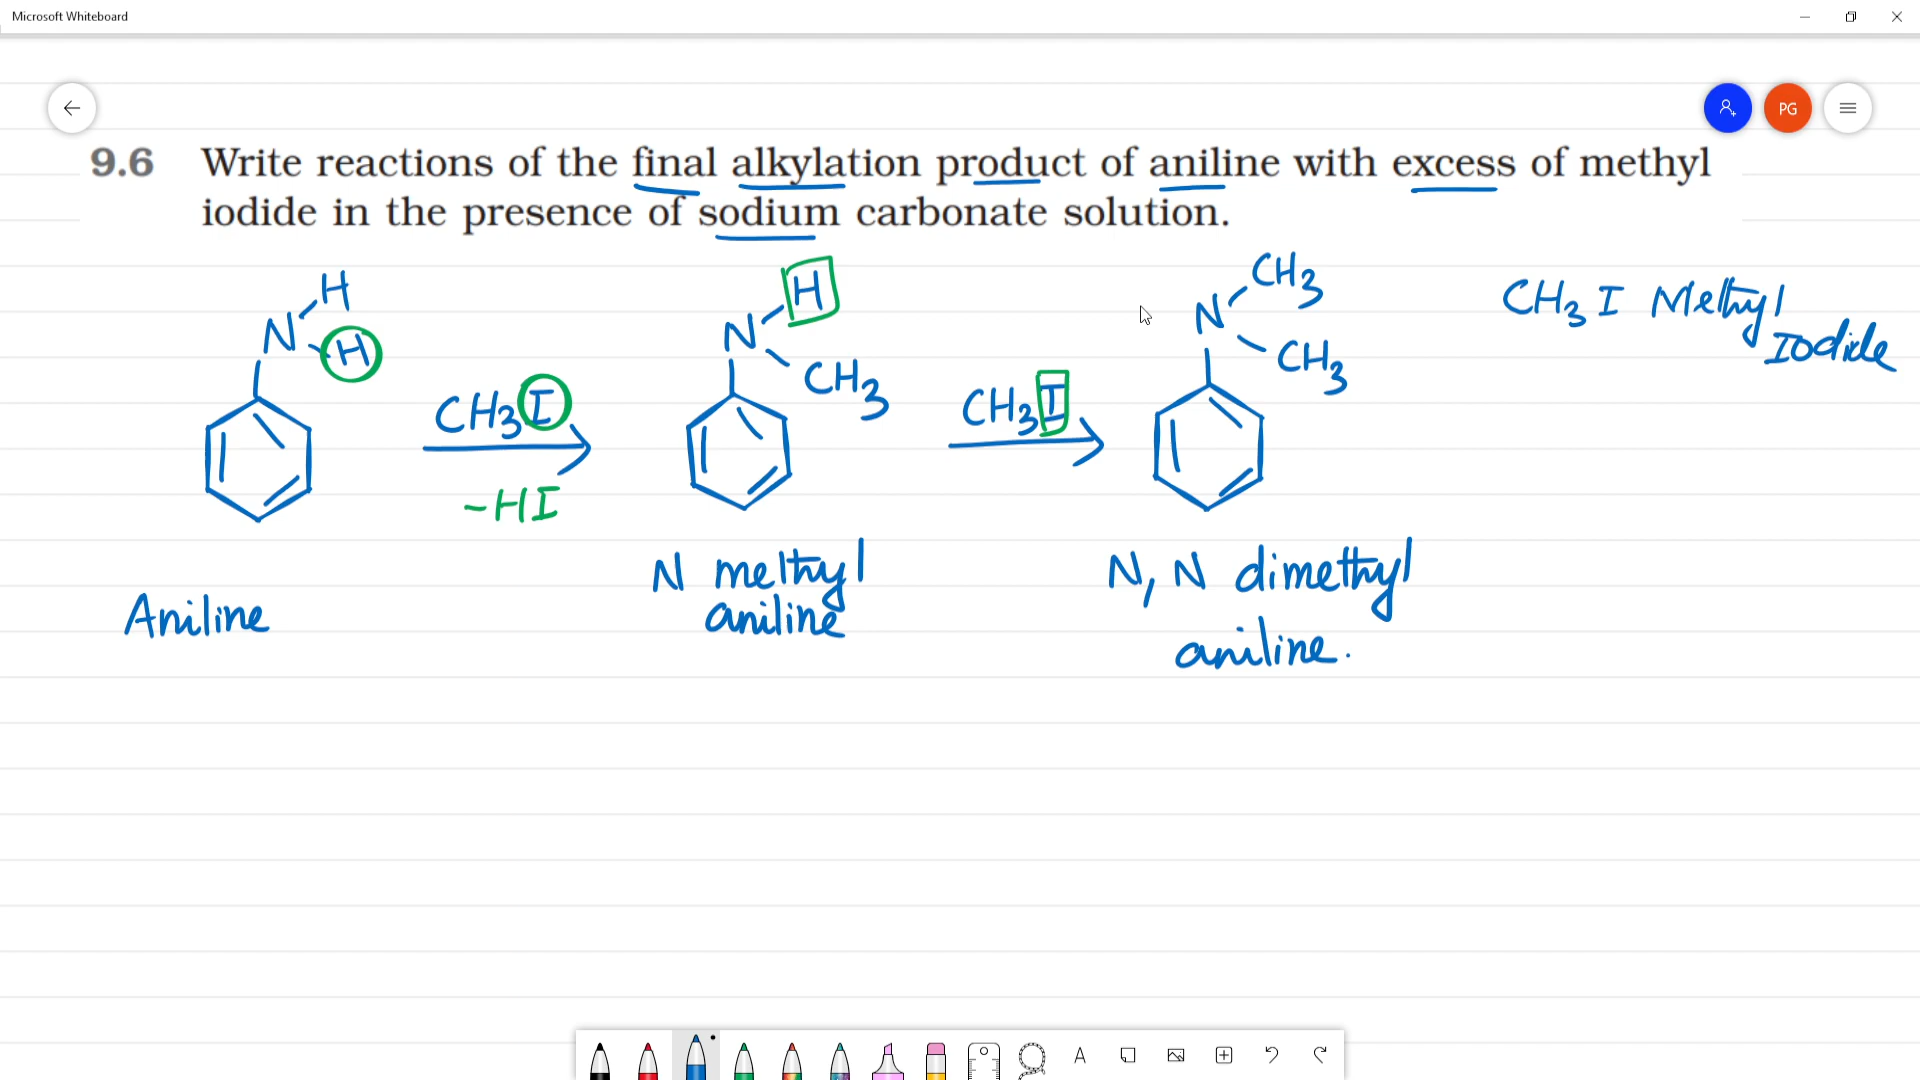 Microsoft Whiteboard
PG
9.6 Write reactions of the final alkylation product of aniline with excess of methyl
iodide in the presence of sodium carbonate solution.
H
N
H
CH3I
-HI
Aniline
H
N
CH3
CH3I
N methyl
aniline
CH3
N
CH3
N, N dimethyl
aniline.
CH3 I Methyl
Iodide
A